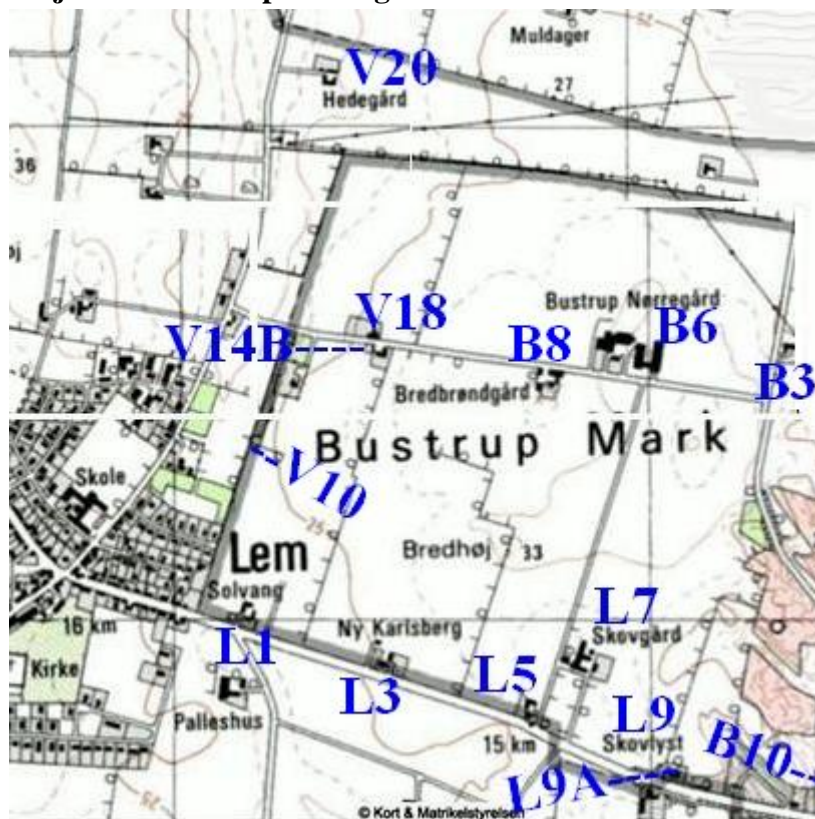 Muldager
V20
27
Hedegård
36
øj
Bustrup Nørregård
V18
B8
B6
V14B----
Bredbrøndgård
B3
Bustrup Mark
Skole
--V10
25
Bredhøj
33
Lem
Solvang
L7
Ny Karlsberg
Skovgård
16 km
Kirke
L1
L5
L3
L9
Palleshus
15 km
Skovlyst
B10--
L9A----
25
© Kort & Matrikelstyrelsen